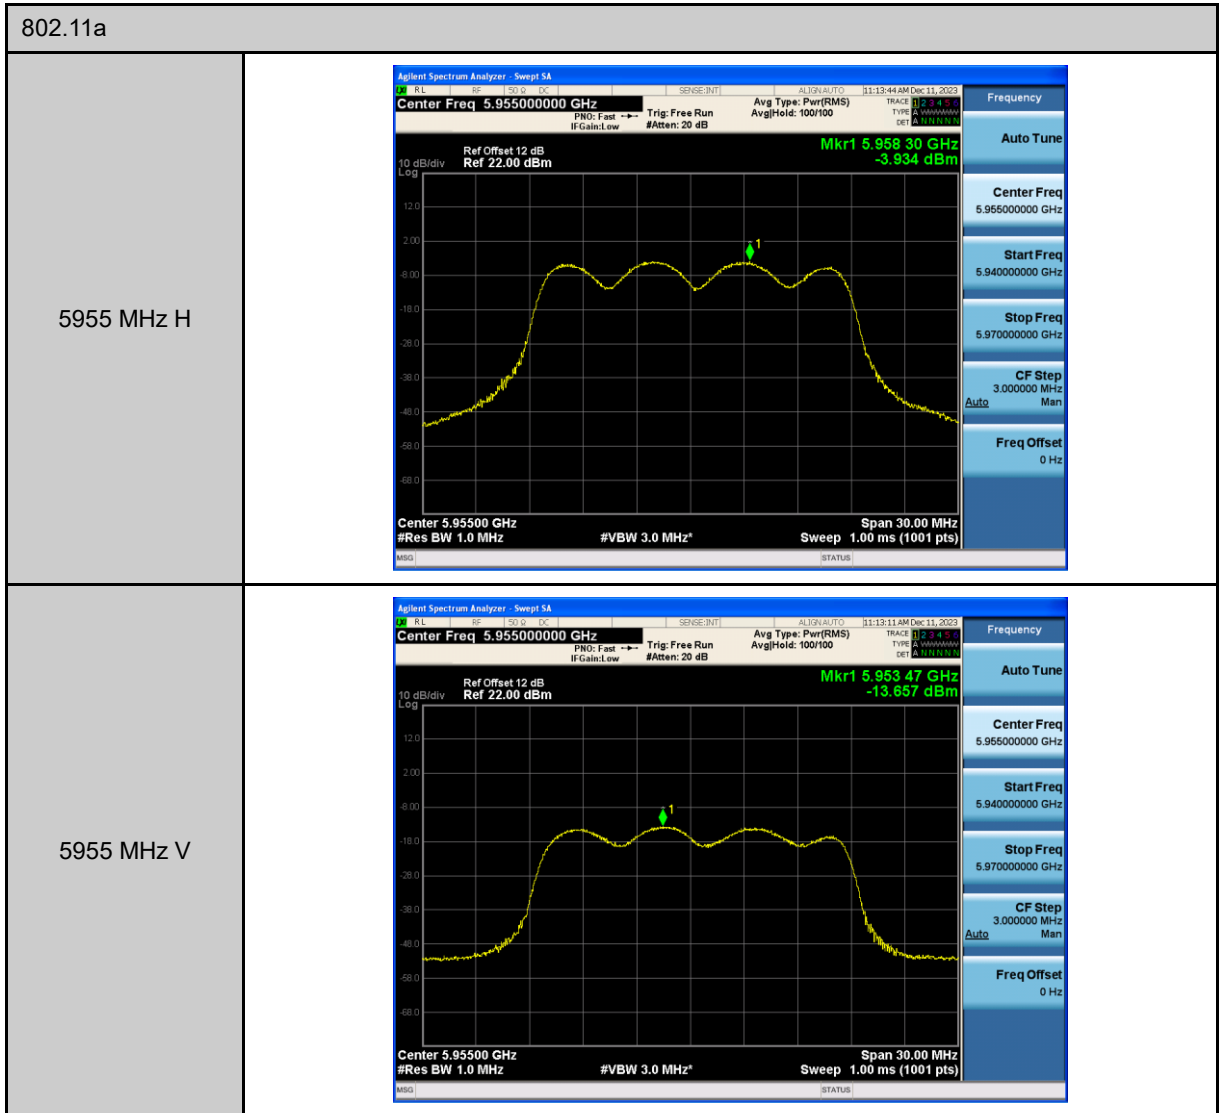 802.11a
5955 MHz H
Agilent Spectrum Analyzer - Swept SA
LXI RL RF 50 Ω DC SENSE:INT ALIGNAUTO 11:13:44 AM Dec 11, 2023
Center Freq 5.955000000 GHz
PNO: Fast
IFGain:Low
Trig: Free Run
#Atten: 20 dB
Avg Type: Pwr(RMS)
Avg|Hold: 100/100
TRACE 1 2 3 4 5 6
TYPE A WWWWW
DET A N N N N N
Frequency
Mkr1 5.958 30 GHz
-3.934 dBm
Ref Offset 12 dB
10 dB/div Ref 22.00 dBm
Log
12.0
2.00
-8.00
-18.0
-28.0
-38.0
-48.0
-58.0
-68.0
1
Center 5.95500 GHz Span 30.00 MHz
#Res BW 1.0 MHz #VBW 3.0 MHz* Sweep 1.00 ms (1001 pts)
MSG STATUS
Auto Tune
Center Freq
5.955000000 GHz
Start Freq
5.940000000 GHz
Stop Freq
5.970000000 GHz
CF Step
3.000000 MHz
Auto Man
Freq Offset
0 Hz
5955 MHz V
Agilent Spectrum Analyzer - Swept SA
LXI RL RF 50 Ω DC SENSE:INT ALIGNAUTO 11:13:11 AM Dec 11, 2023
Center Freq 5.955000000 GHz
PNO: Fast
IFGain:Low
Trig: Free Run
#Atten: 20 dB
Avg Type: Pwr(RMS)
Avg|Hold: 100/100
TRACE 1 2 3 4 5 6
TYPE A WWWWW
DET A N N N N N
Frequency
Mkr1 5.953 47 GHz
-13.657 dBm
Ref Offset 12 dB
10 dB/div Ref 22.00 dBm
Log
12.0
2.00
-8.00
-18.0
-28.0
-38.0
-48.0
-58.0
-68.0
1
Center 5.95500 GHz Span 30.00 MHz
#Res BW 1.0 MHz #VBW 3.0 MHz* Sweep 1.00 ms (1001 pts)
MSG STATUS
Auto Tune
Center Freq
5.955000000 GHz
Start Freq
5.940000000 GHz
Stop Freq
5.970000000 GHz
CF Step
3.000000 MHz
Auto Man
Freq Offset
0 Hz